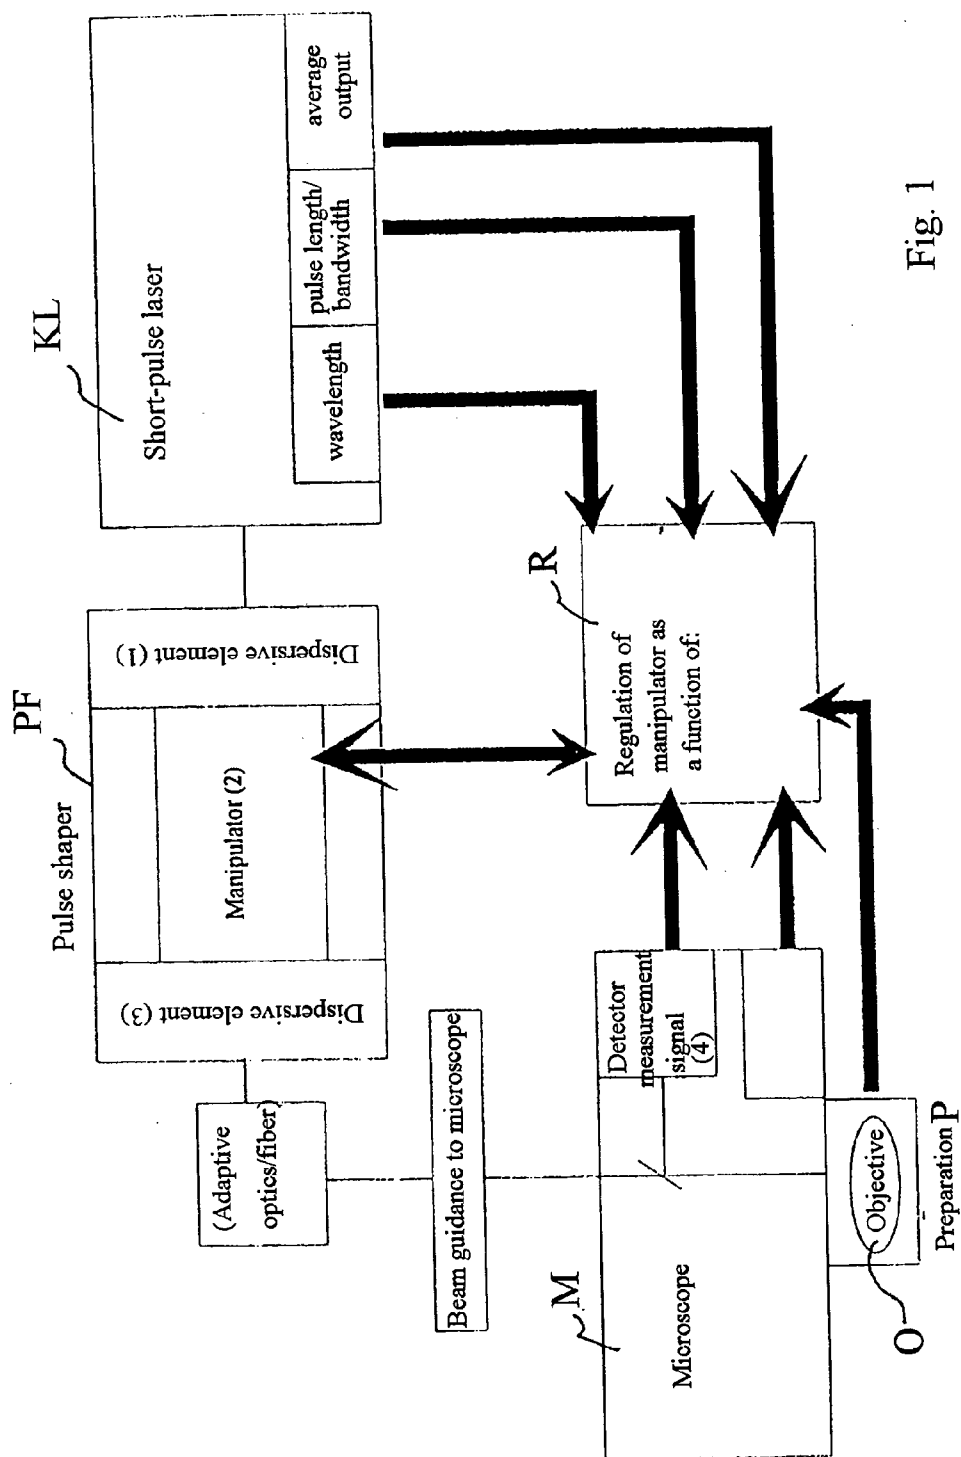 KL
Short-pulse laser
wavelength
pulse length/
bandwidth
average
output
PF
Pulse shaper
Dispersive element (1)
Manipulator (2)
Dispersive element (3)
(Adaptive
optics/fiber)
Beam guidance to microscope
R
Regulation of
manipulator as
a function of:
M
Microscope
Detector
measurement
signal
(4)
O
Objective
Preparation P
Fig. 1